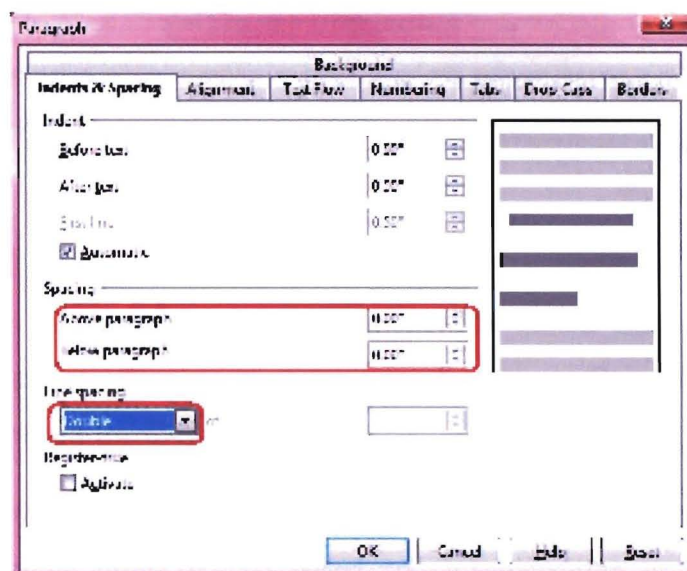 Paragraph
Background
Indents & Spacing Alignment Text Flow Numbering Tabs Drop Caps Borders
Indent
Before text 0.00"
After text 0.00"
First line 0.00"
Automatic
Spacing
Above paragraph 0.00"
Below paragraph 0.00"
Line spacing
Double of
Register-true
Activate
OK Cancel Help Reset